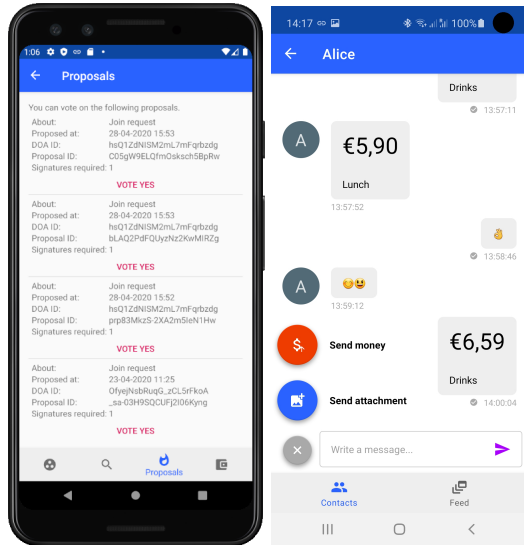 1:06
Proposals
You can vote on the following proposals.
About: Join request
Proposed at: 28-04-2020 15:53
DOA ID: hsQ1ZdNISM2mL7mFqrbzdg
Proposal ID: C05gW9ELQfmOsksch5BpRw
Signatures required: 1
VOTE YES
About: Join request
Proposed at: 28-04-2020 15:53
DOA ID: hsQ1ZdNISM2mL7mFqrbzdg
Proposal ID: bLAQ2PdFQUyzNz2KwMIRZg
Signatures required: 1
VOTE YES
About: Join request
Proposed at: 28-04-2020 15:52
DOA ID: hsQ1ZdNISM2mL7mFqrbzdg
Proposal ID: prp83MkzS-2XA2m5IeN1Hw
Signatures required: 1
VOTE YES
About: Join request
Proposed at: 23-04-2020 11:25
DOA ID: OfyejNsbRuqG_zCL5rFkoA
Proposal ID: _sa-03H9SQCUFj2I06Kyng
Signatures required: 1
VOTE YES
Proposals
14:17
100%
Alice
Drinks
13:57:11
A
€5,90
Lunch
13:57:52
13:58:46
A
13:59:12
Send money
€6,59
Drinks
Send attachment
14:00:04
Write a message...
Contacts
Feed